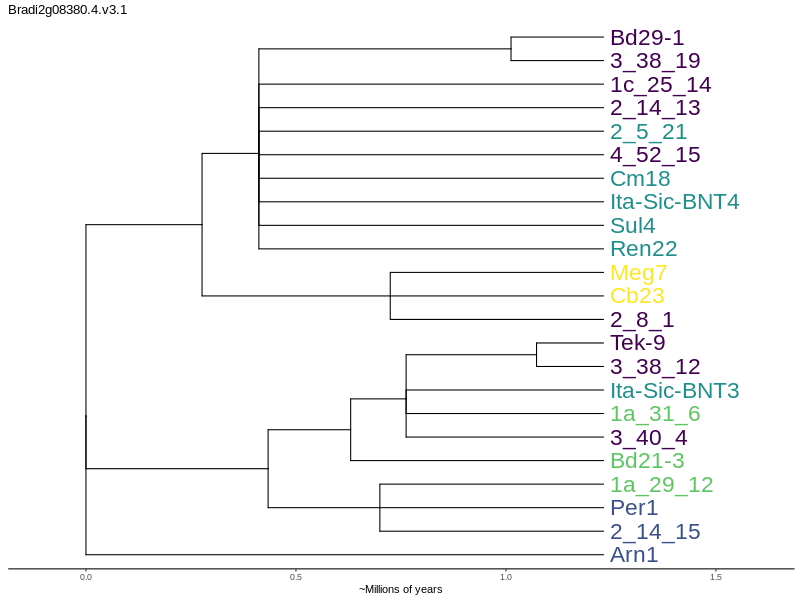 Bradi2g08380.4.v3.1
Bd29-1
3_38_19
1c_25_14
2_14_13
2_5_21
4_52_15
Cm18
Ita-Sic-BNT4
Sul4
Ren22
Meg7
Cb23
2_8_1
Tek-9
3_38_12
Ita-Sic-BNT3
1a_31_6
3_40_4
Bd21-3
1a_29_12
Per1
2_14_15
Arn1
0.0 0.5 1.0 1.5
~Millions of years